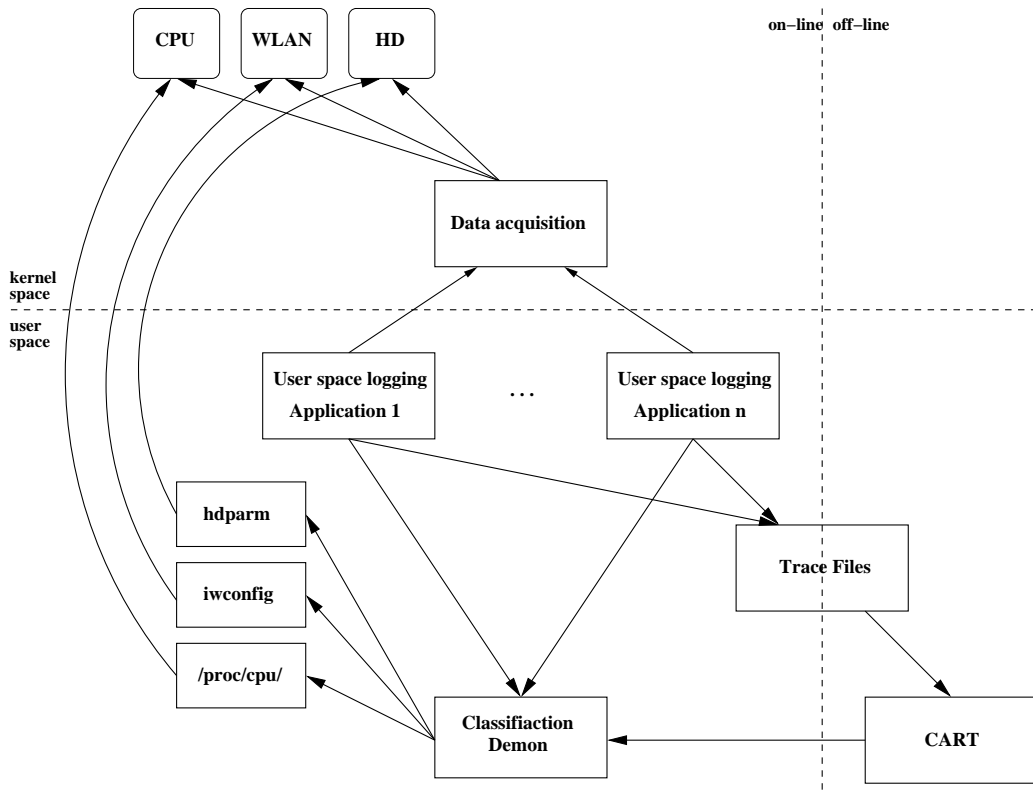 CPU
WLAN
HD
on−line
off−line
Data acquisition
kernel
space
user
space
User space logging
Application 1
...
User space logging
Application n
hdparm
iwconfig
/proc/cpu/
Trace Files
Classifiaction
Demon
CART